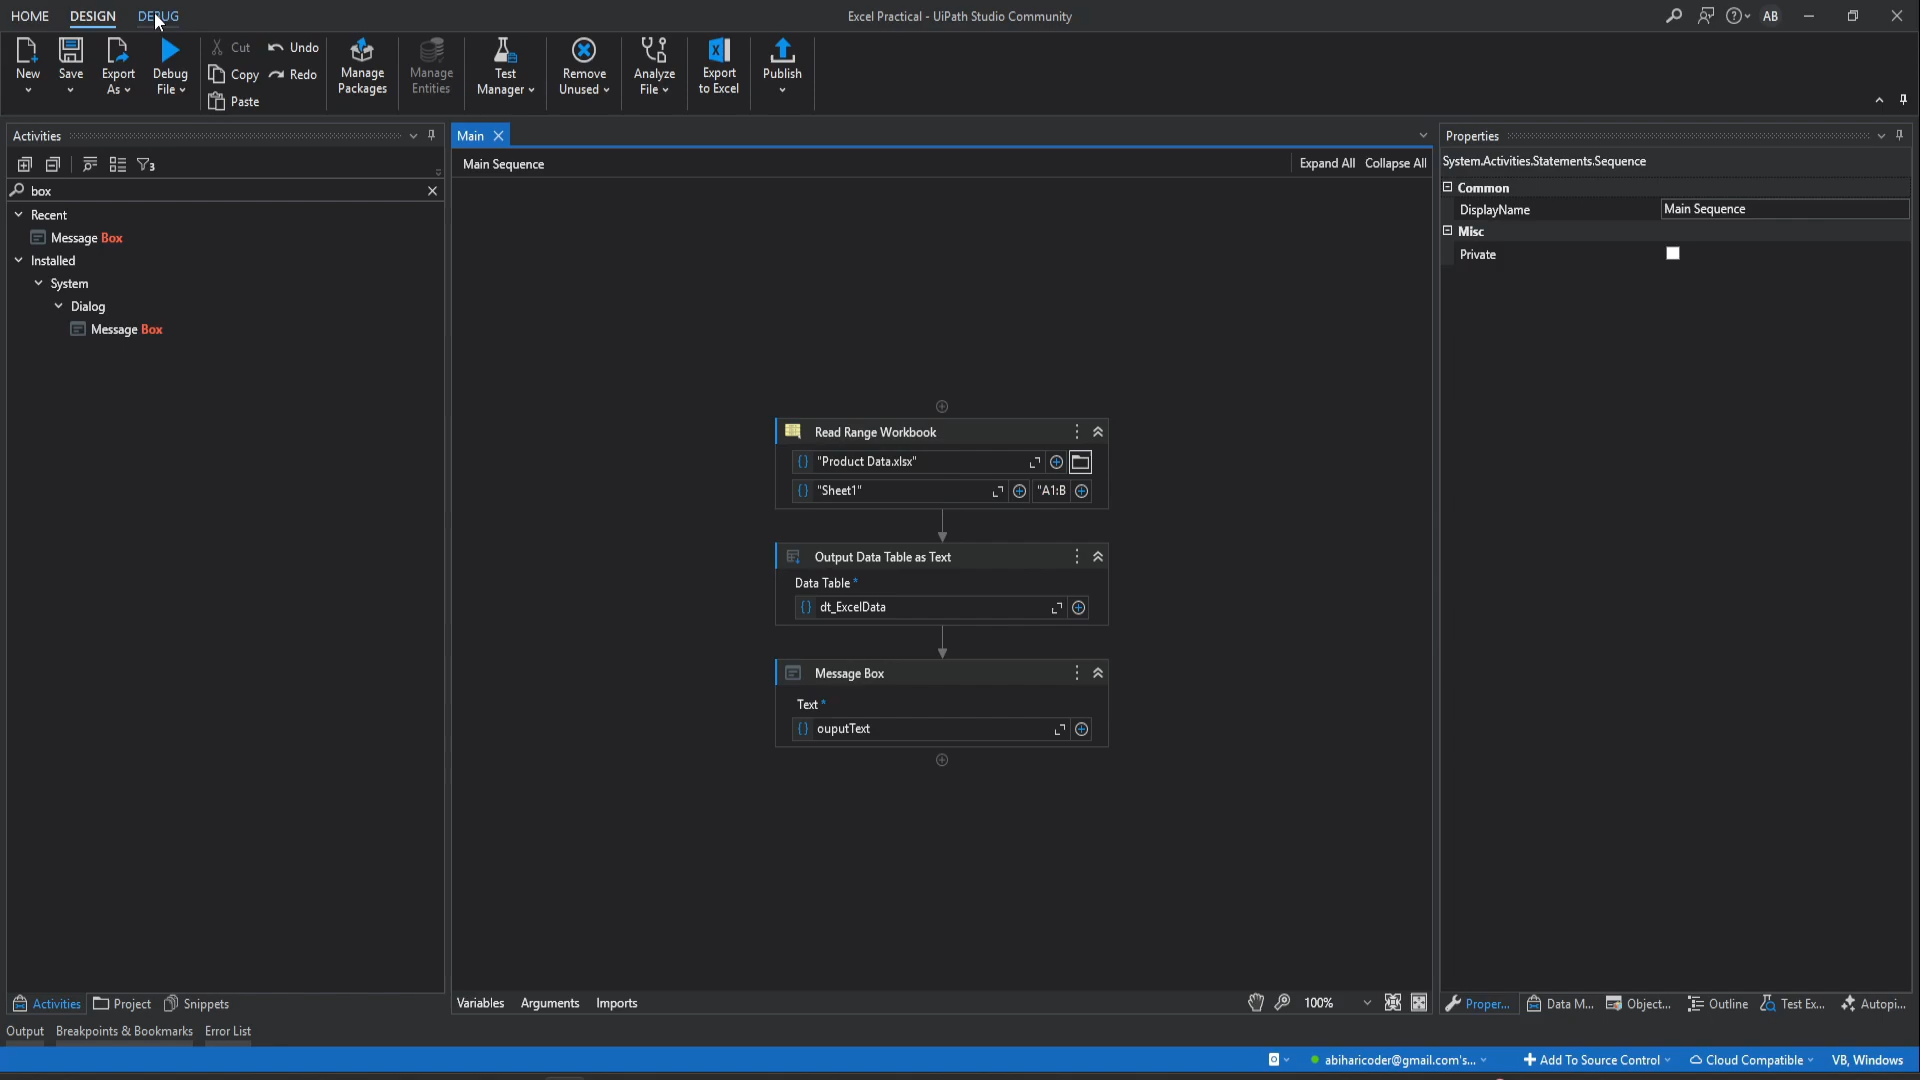 HOME DESIGN DEBUG
Excel Practical - UiPath Studio Community
AB
New
Save
Export As
Debug File
Cut
Copy
Paste
Undo
Redo
Manage Packages
Manage Entities
Test Manager
Remove Unused
Analyze File
Export to Excel
Publish
Activities
3
box
Recent
Message Box
Installed
System
Dialog
Message Box
Main
Main Sequence
Expand All Collapse All
Read Range Workbook
"Product Data.xlsx"
"Sheet1" "A1:B
Output Data Table as Text
Data Table *
dt_ExcelData
Message Box
Text *
ouputText
Properties
System.Activities.Statements.Sequence
Common
DisplayName Main Sequence
Misc
Private
Activities Project Snippets
Variables Arguments Imports
100%
Proper... Data M... Object... Outline Test Ex... Autopi...
Output Breakpoints & Bookmarks Error List
abiharicoder@gmail.com's... Add To Source Control Cloud Compatible VB, Windows